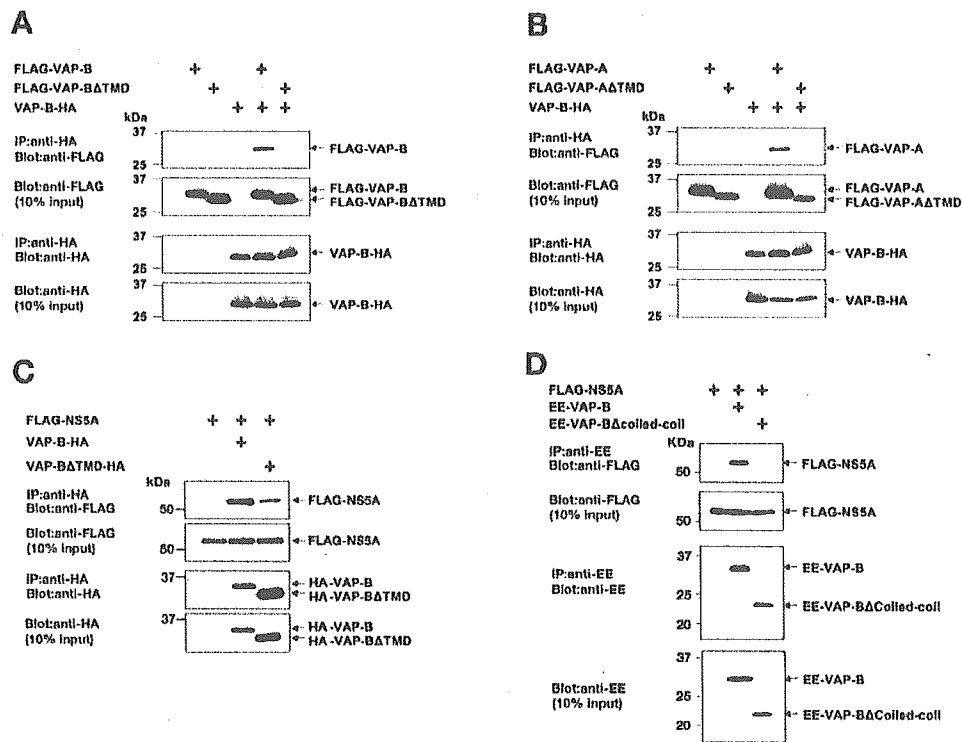 A
FLAG-VAP-B + +
FLAG-VAP-BΔTMD + +
VAP-B-HA + + +
kDa
37
IP:anti-HA
Blot:anti-FLAG
FLAG-VAP-B
25
37
Blot:anti-FLAG
(10% input)
FLAG-VAP-B
FLAG-VAP-BΔTMD
25
37
IP:anti-HA
Blot:anti-HA
VAP-B-HA
25
37
Blot:anti-HA
(10% input)
VAP-B-HA
25
B
FLAG-VAP-A + +
FLAG-VAP-AΔTMD + +
VAP-B-HA + + +
kDa
37
IP:anti-HA
Blot:anti-FLAG
FLAG-VAP-A
25
37
Blot:anti-FLAG
(10% input)
FLAG-VAP-A
FLAG-VAP-AΔTMD
25
37
IP:anti-HA
Blot:anti-HA
VAP-B-HA
25
37
Blot:anti-HA
(10% input)
VAP-B-HA
25
C
FLAG-NS5A + + +
VAP-B-HA +
VAP-BΔTMD-HA +
kDa
IP:anti-HA
Blot:anti-FLAG
50
FLAG-NS5A
Blot:anti-FLAG
(10% input)
50
FLAG-NS5A
37
IP:anti-HA
Blot:anti-HA
HA-VAP-B
HA-VAP-BΔTMD
37
Blot:anti-HA
(10% input)
HA-VAP-B
HA-VAP-BΔTMD
D
FLAG-NS5A + + +
EE-VAP-B +
EE-VAP-BΔcoiled-coil +
KDa
IP:anti-EE
Blot:anti-FLAG
50
FLAG-NS5A
Blot:anti-FLAG
(10% input)
50
FLAG-NS5A
37
EE-VAP-B
IP:anti-EE
Blot:anti-EE
25
EE-VAP-BΔCoiled-coil
20
37
EE-VAP-B
Blot:anti-EE
(10% input)
25
EE-VAP-BΔCoiled-coil
20